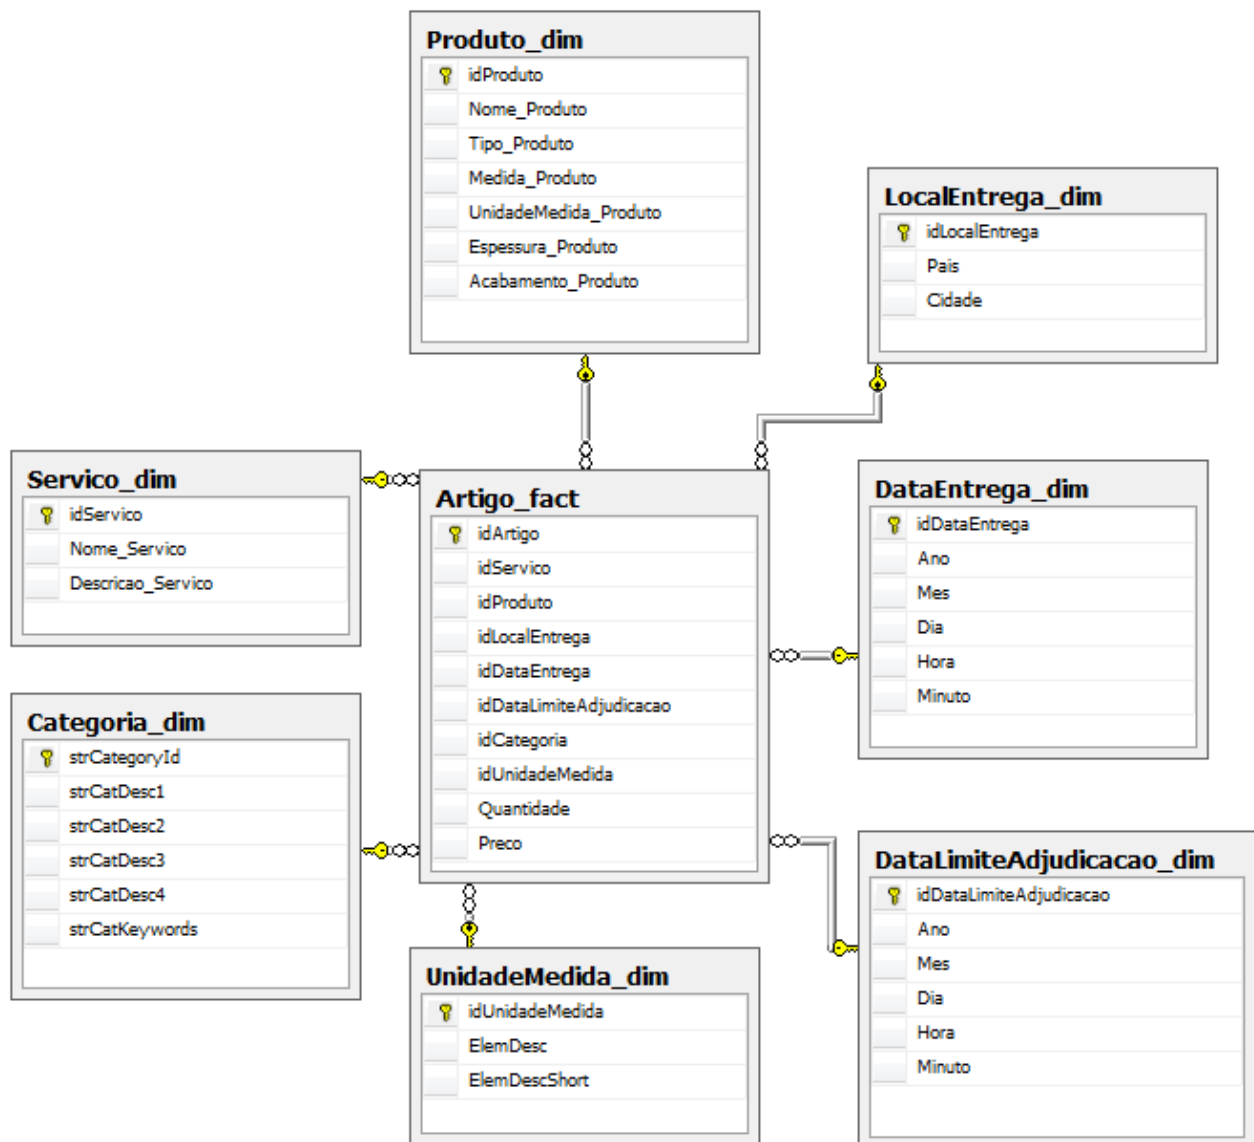 Produto_dim
idProduto
Nome_Produto
Tipo_Produto
Medida_Produto
UnidadeMedida_Produto
Espessura_Produto
Acabamento_Produto
LocalEntrega_dim
idLocalEntrega
Pais
Cidade
Servico_dim
idServico
Nome_Servico
Descricao_Servico
Artigo_fact
idArtigo
idServico
idProduto
idLocalEntrega
idDataEntrega
idDataLimiteAdjudicacao
idCategoria
idUnidadeMedida
Quantidade
Preco
DataEntrega_dim
idDataEntrega
Ano
Mes
Dia
Hora
Minuto
Categoria_dim
strCategoryId
strCatDesc1
strCatDesc2
strCatDesc3
strCatDesc4
strCatKeywords
DataLimiteAdjudicacao_dim
idDataLimiteAdjudicacao
Ano
Mes
Dia
Hora
Minuto
UnidadeMedida_dim
idUnidadeMedida
ElemDesc
ElemDescShort